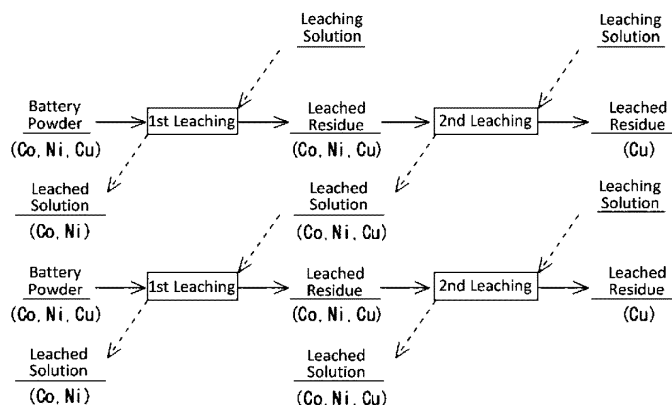 Leaching
Solution
Leaching
Solution
Battery
Powder
(Co, Ni, Cu)
1st Leaching
Leached
Residue
(Co, Ni, Cu)
2nd Leaching
Leached
Residue
(Cu)
Leached
Solution
(Co, Ni)
Leached
Solution
(Co, Ni, Cu)
Leaching
Solution
Battery
Powder
(Co, Ni, Cu)
1st Leaching
Leached
Residue
(Co, Ni, Cu)
2nd Leaching
Leached
Residue
(Cu)
Leached
Solution
(Co, Ni)
Leached
Solution
(Co, Ni, Cu)